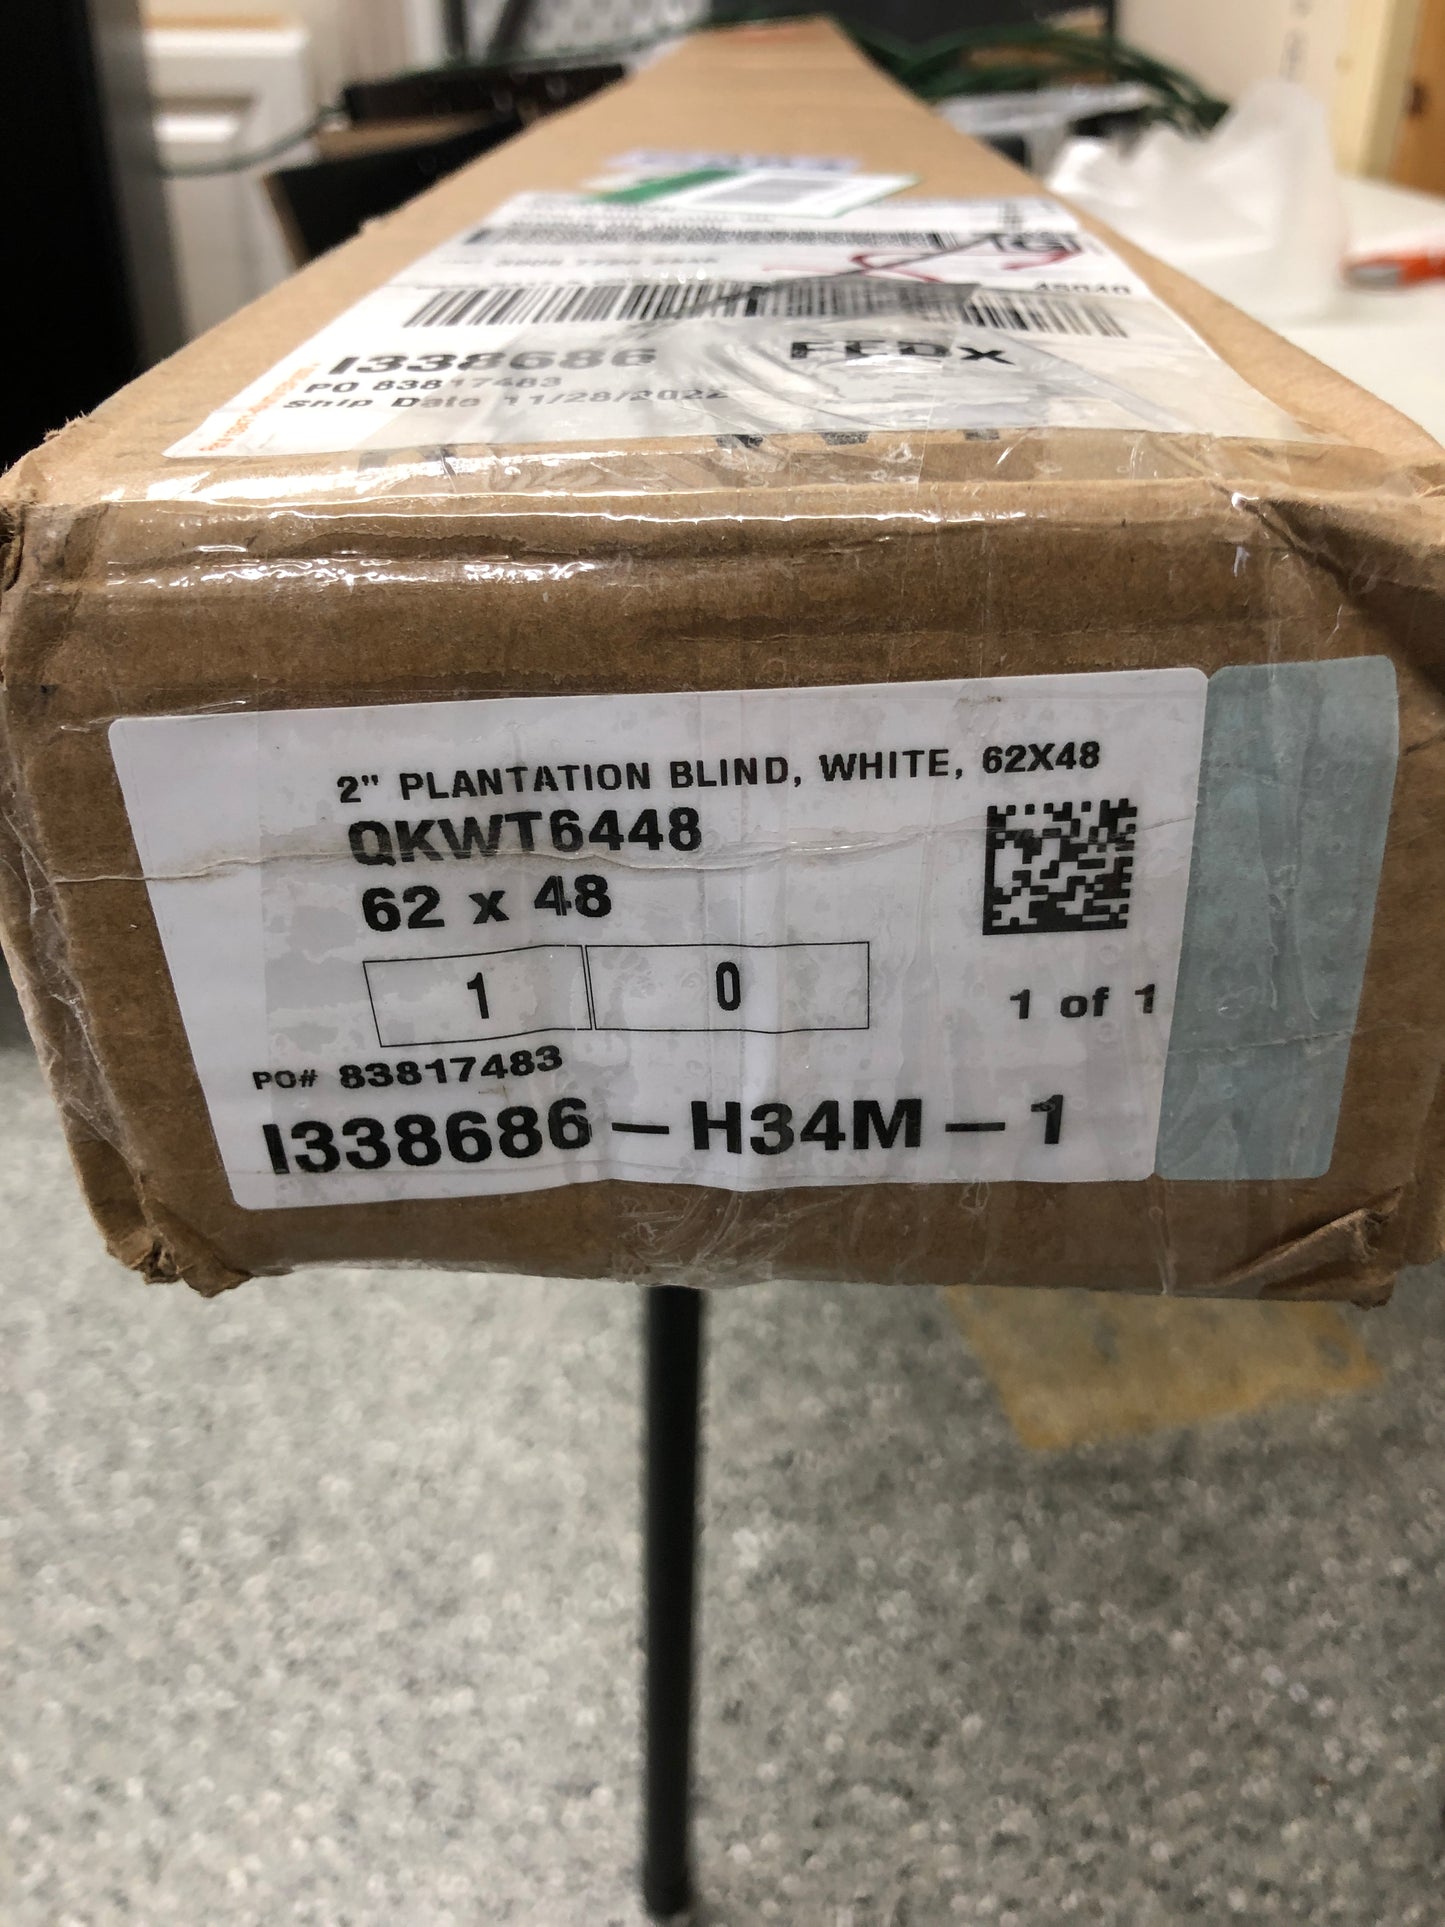 I338686
FEDX
PO 83817483
Ship Date 11/28/2022
2" PLANTATION BLIND, WHITE, 62X48
QKWT6448
62 x 48
1 0
1 of 1
PO# 83817483
I338686 – H34M – 1